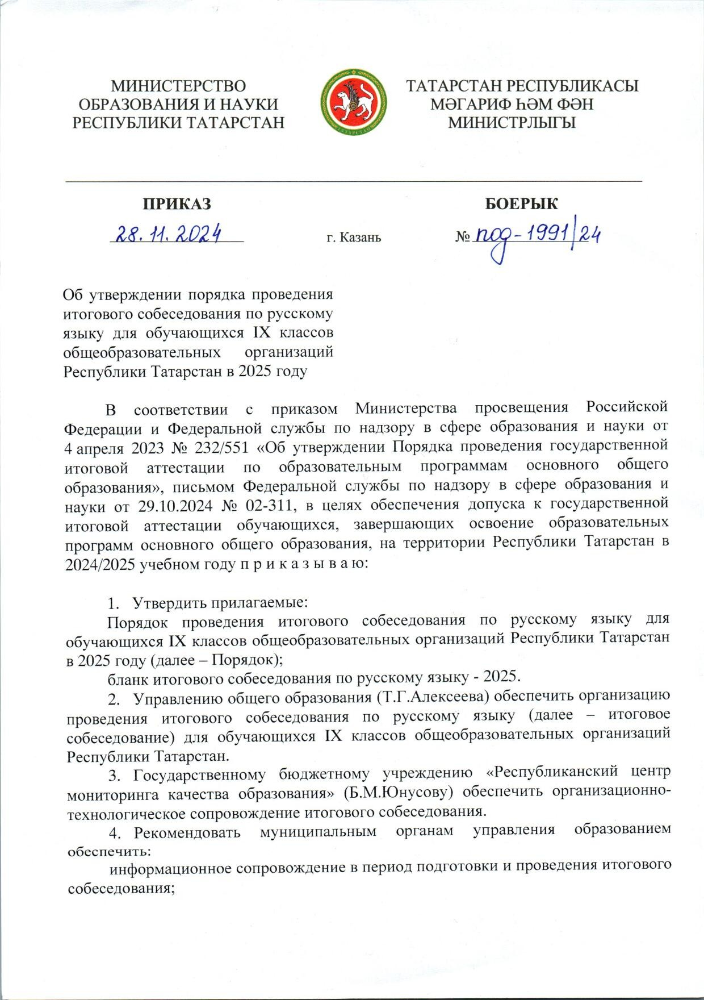 МИНИСТЕРСТВО
ОБРАЗОВАНИЯ И НАУКИ
РЕСПУБЛИКИ ТАТАРСТАН
ТАТАРСТАН
ТАТАРСТАН РЕСПУБЛИКАСЫ
МӘГАРИФ ҺӘМ ФӘН
МИНИСТРЛЫГЫ
ПРИКАЗ
БОЕРЫК
28.11.2024
г. Казань
№ под-1991/24
Об утверждении порядка проведения
итогового собеседования по русскому
языку для обучающихся IX классов
общеобразовательных организаций
Республики Татарстан в 2025 году
В соответствии с приказом Министерства просвещения Российской
Федерации и Федеральной службы по надзору в сфере образования и науки от
4 апреля 2023 № 232/551 «Об утверждении Порядка проведения государственной
итоговой аттестации по образовательным программам основного общего
образования», письмом Федеральной службы по надзору в сфере образования и
науки от 29.10.2024 № 02-311, в целях обеспечения допуска к государственной
итоговой аттестации обучающихся, завершающих освоение образовательных
программ основного общего образования, на территории Республики Татарстан в
2024/2025 учебном году п р и к а з ы в а ю:
1. Утвердить прилагаемые:
Порядок проведения итогового собеседования по русскому языку для
обучающихся IX классов общеобразовательных организаций Республики Татарстан
в 2025 году (далее – Порядок);
бланк итогового собеседования по русскому языку - 2025.
2. Управлению общего образования (Т.Г.Алексеева) обеспечить организацию
проведения итогового собеседования по русскому языку (далее – итоговое
собеседование) для обучающихся IX классов общеобразовательных организаций
Республики Татарстан.
3. Государственному бюджетному учреждению «Республиканский центр
мониторинга качества образования» (Б.М.Юнусову) обеспечить организационно-
технологическое сопровождение итогового собеседования.
4. Рекомендовать муниципальным органам управления образованием
обеспечить:
информационное сопровождение в период подготовки и проведения итогового
собеседования;